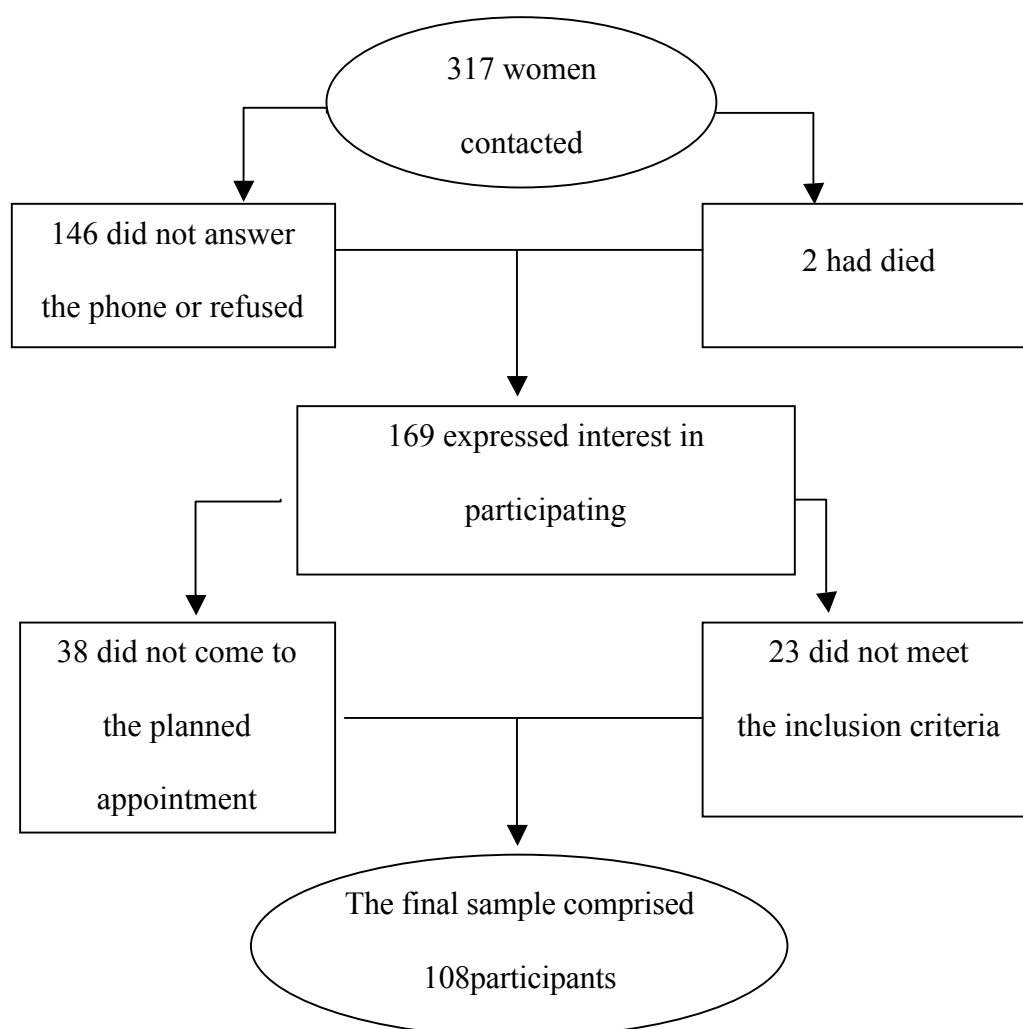 317 women
contacted
146 did not answer
the phone or refused
2 had died
169 expressed interest in
participating
38 did not come to
the planned
appointment
23 did not meet
the inclusion criteria
The final sample comprised
108participants